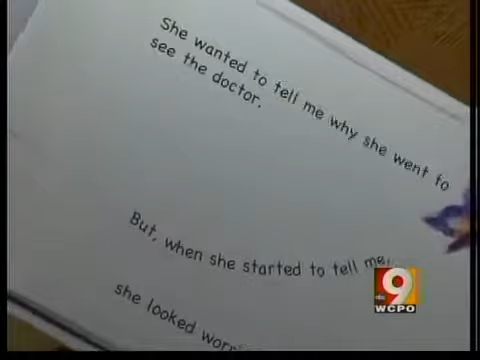 She wanted to tell me why she went to
see the doctor.
But, when she started to tell me,
she looked
abc 9
WCPO